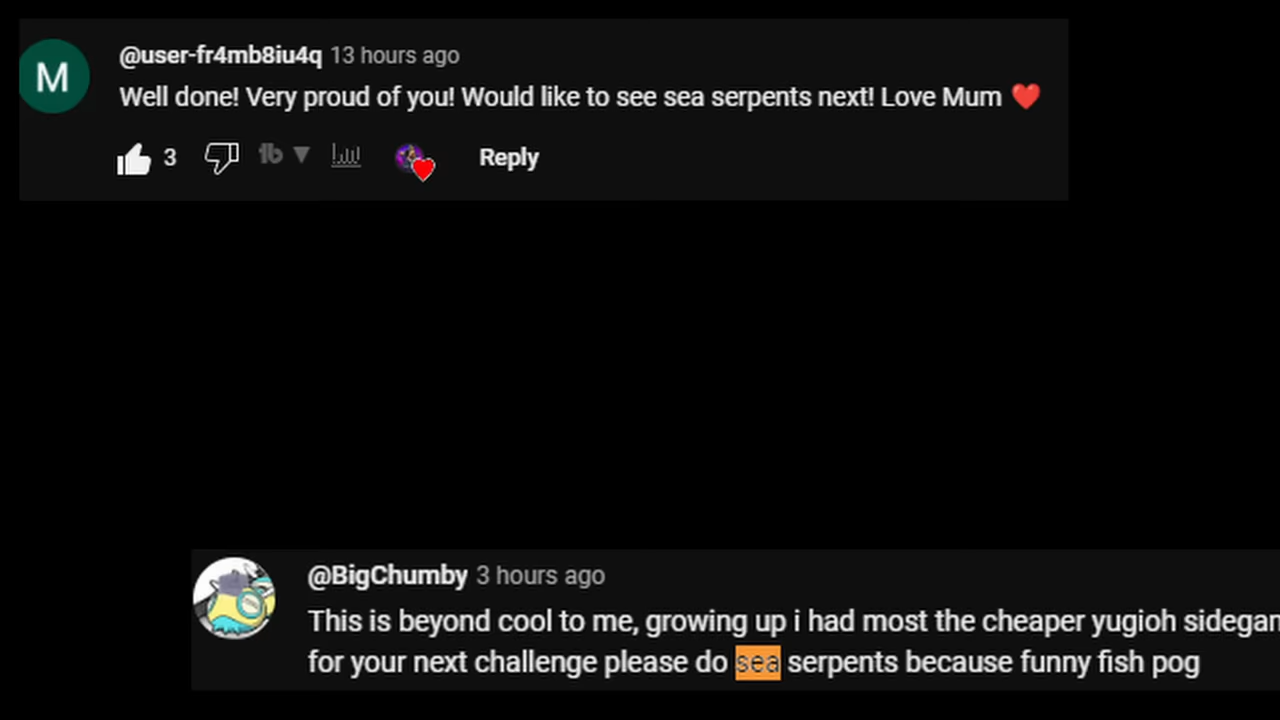 M
@user-fr4mb8iu4q 13 hours ago
Well done! Very proud of you! Would like to see sea serpents next! Love Mum ❤️
3
Reply
@BigChumby 3 hours ago
This is beyond cool to me, growing up i had most the cheaper yugioh
for your next challenge please do sea serpents because funny fish pog